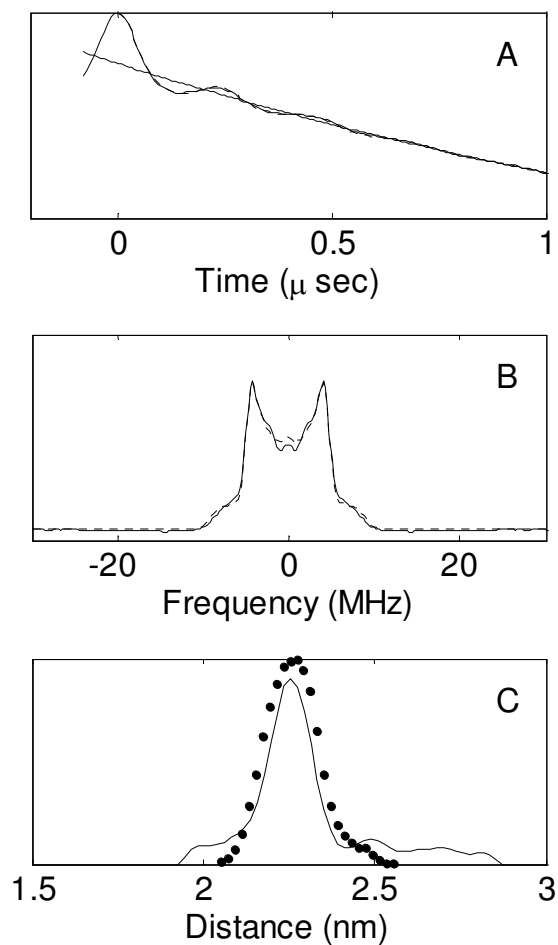 A
0 0.5 1
Time (μ sec)
B
-20 0 20
Frequency (MHz)
C
1.5 2 2.5 3
Distance (nm)